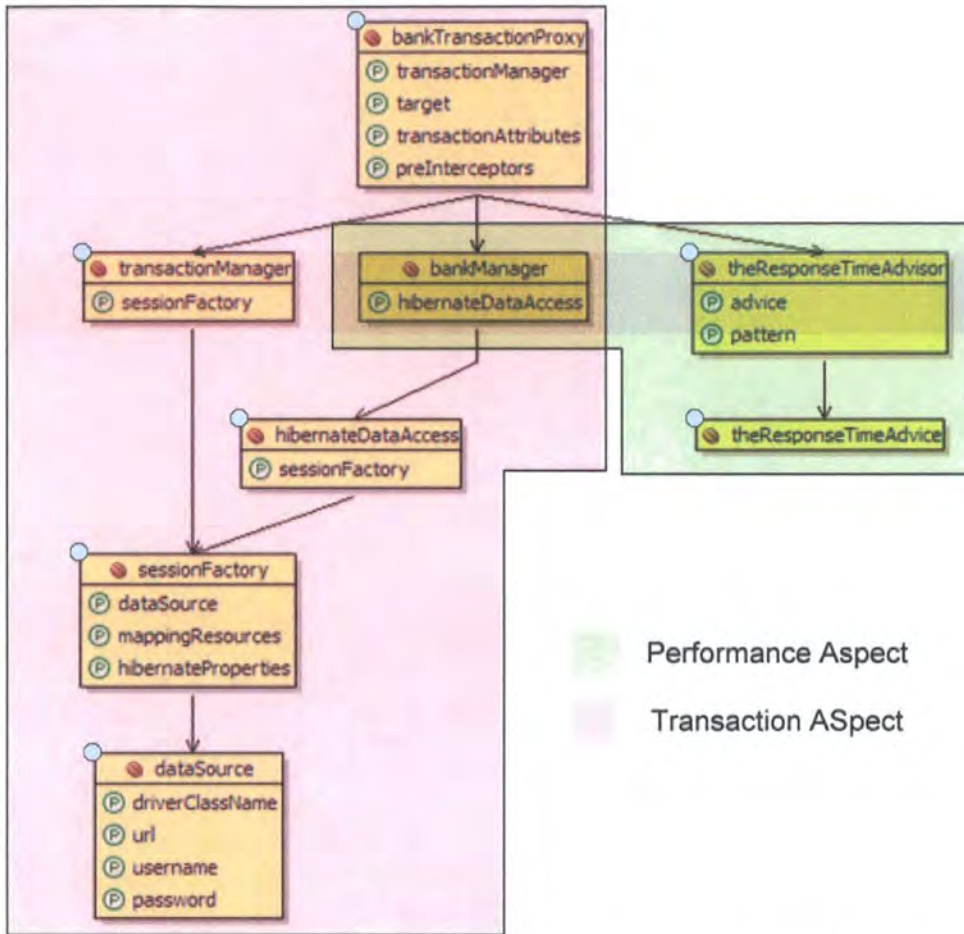 bankTransactionProxy
P transactionManager
P target
P transactionAttributes
P preInterceptors
transactionManager
P sessionFactory
bankManager
P hibernateDataAccess
theResponseTimeAdvisor
P advice
P pattern
hibernateDataAccess
P sessionFactory
theResponseTimeAdvice
sessionFactory
P dataSource
P mappingResources
P hibernateProperties
Performance Aspect
Transaction ASpect
dataSource
P driverClassName
P url
P username
P password